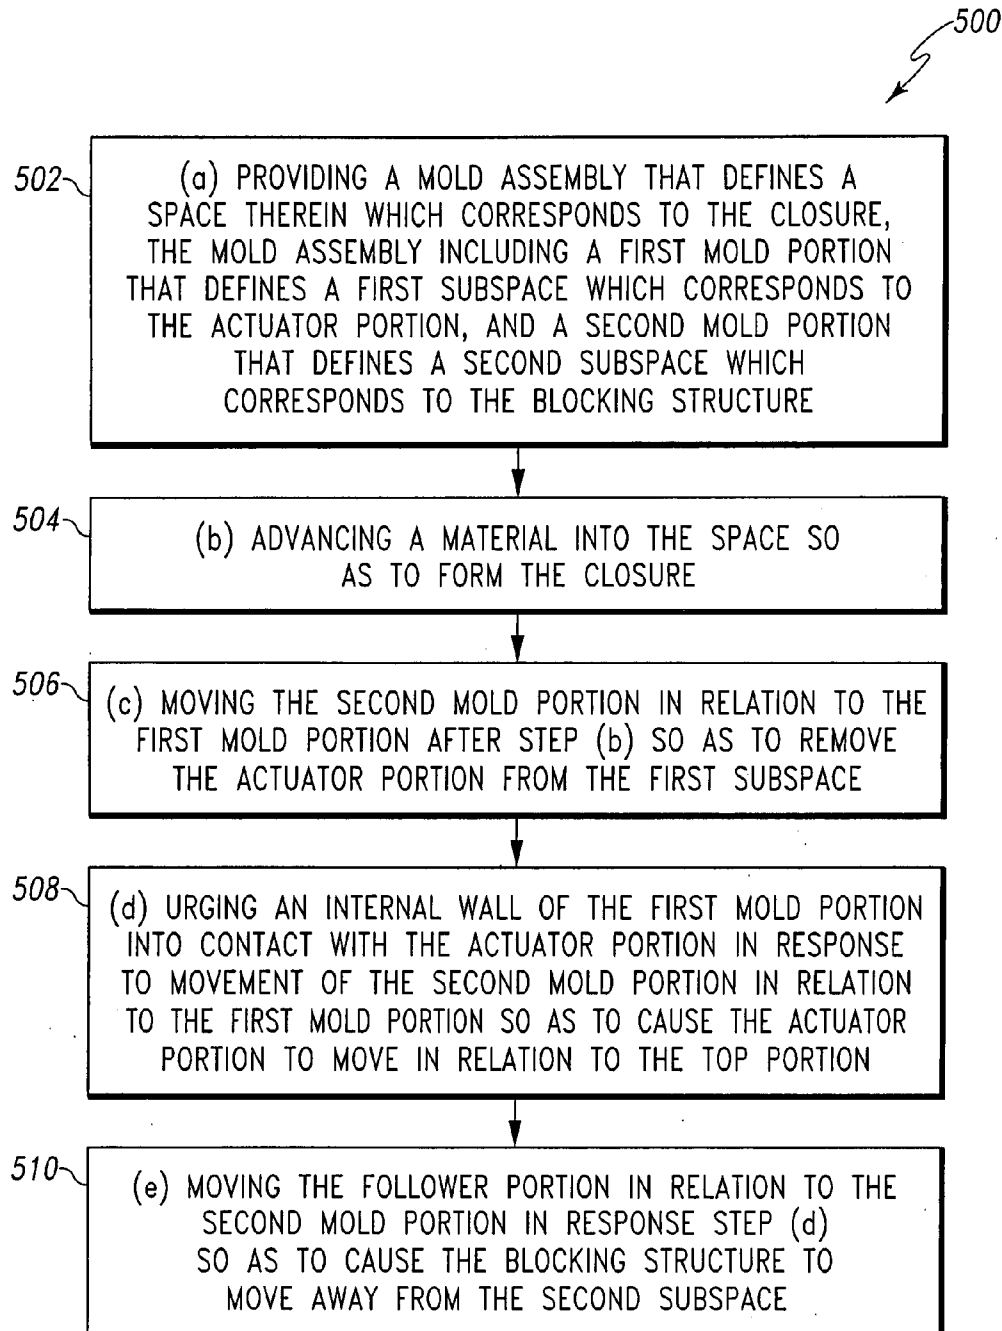 500
502
(a) PROVIDING A MOLD ASSEMBLY THAT DEFINES A
SPACE THEREIN WHICH CORRESPONDS TO THE CLOSURE,
THE MOLD ASSEMBLY INCLUDING A FIRST MOLD PORTION
THAT DEFINES A FIRST SUBSPACE WHICH CORRESPONDS TO
THE ACTUATOR PORTION, AND A SECOND MOLD PORTION
THAT DEFINES A SECOND SUBSPACE WHICH
CORRESPONDS TO THE BLOCKING STRUCTURE
504
(b) ADVANCING A MATERIAL INTO THE SPACE SO
AS TO FORM THE CLOSURE
506
(c) MOVING THE SECOND MOLD PORTION IN RELATION TO THE
FIRST MOLD PORTION AFTER STEP (b) SO AS TO REMOVE
THE ACTUATOR PORTION FROM THE FIRST SUBSPACE
508
(d) URGING AN INTERNAL WALL OF THE FIRST MOLD PORTION
INTO CONTACT WITH THE ACTUATOR PORTION IN RESPONSE
TO MOVEMENT OF THE SECOND MOLD PORTION IN RELATION
TO THE FIRST MOLD PORTION SO AS TO CAUSE THE ACTUATOR
PORTION TO MOVE IN RELATION TO THE TOP PORTION
510
(e) MOVING THE FOLLOWER PORTION IN RELATION TO THE
SECOND MOLD PORTION IN RESPONSE STEP (d)
SO AS TO CAUSE THE BLOCKING STRUCTURE TO
MOVE AWAY FROM THE SECOND SUBSPACE